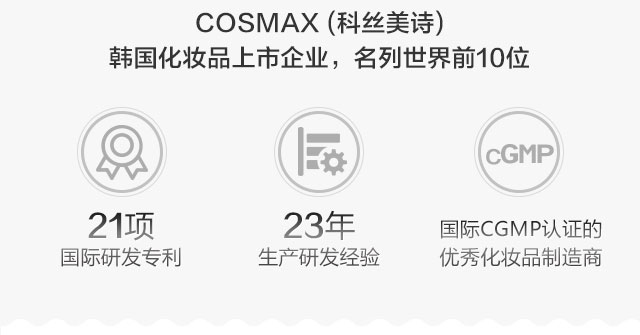 COSMAX (科丝美诗)
韩国化妆品上市企业，名列世界前10位
cGMP
21项
国际研发专利
23年
生产研发经验
国际CGMP认证的
优秀化妆品制造商